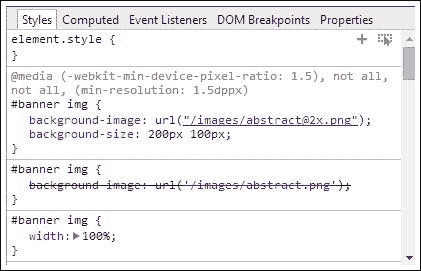 Styles Computed Event Listeners DOM Breakpoints Properties
element.style {
}
@media (-webkit-min-device-pixel-ratio: 1.5), not all,
not all, (min-resolution: 1.5dppx)
#banner img {
background-image: url("/images/abstract@2x.png");
background-size: 200px 100px;
}
#banner img {
background-image: url('/images/abstract.png');
}
#banner img {
width: 100%;
}